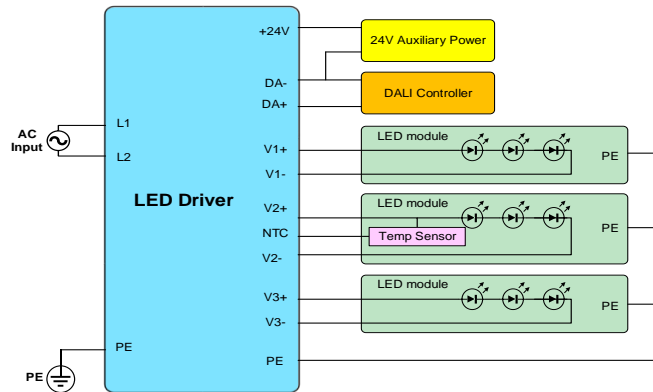 AC
Input
L1
L2
LED Driver
PE
PE
+24V
DA-
DA+
V1+
V1-
V2+
NTC
V2-
V3+
V3-
PE
24V Auxiliary Power
DALI Controller
LED module
PE
LED module
Temp Sensor
PE
LED module
PE